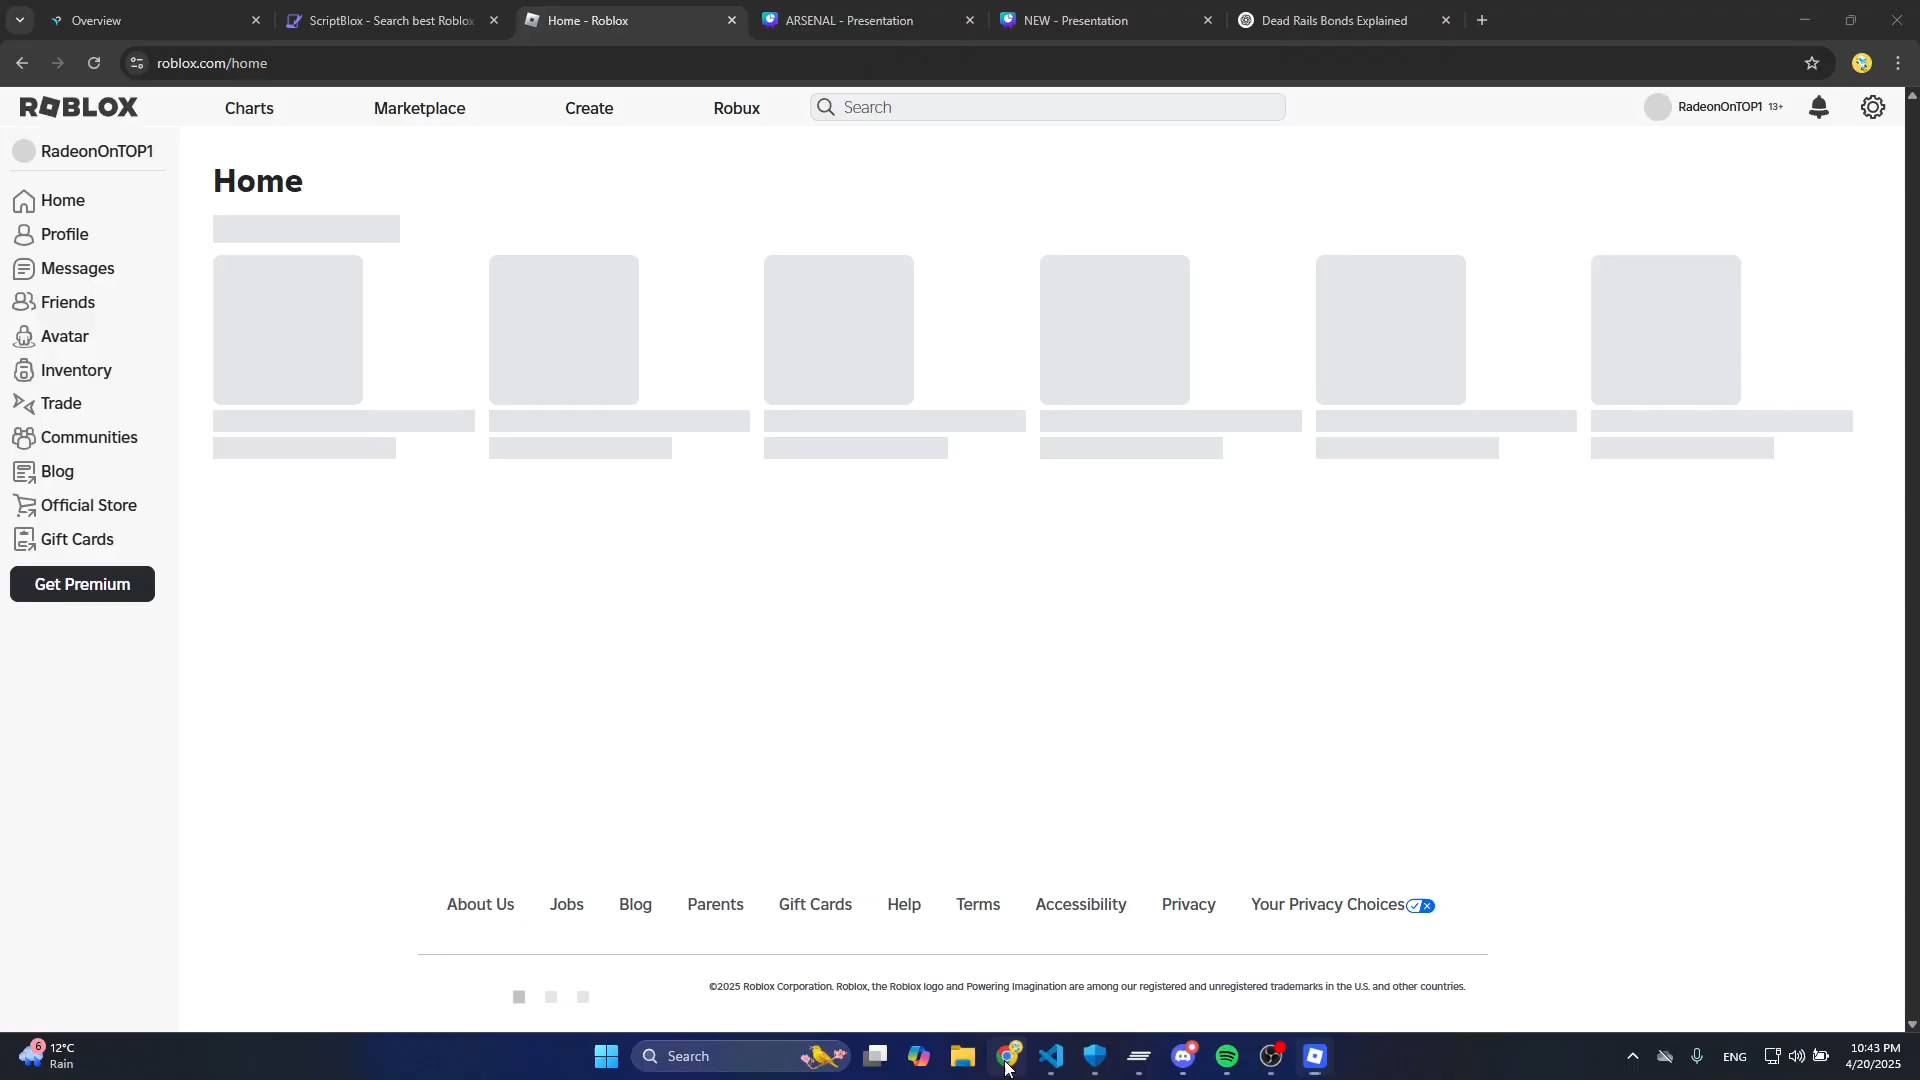 Overview
ScriptBlox - Search best Roblox
Home - Roblox
ARSENAL - Presentation
NEW - Presentation
Dead Rails Bonds Explained
roblox.com/home
ROBLOX
Charts
Marketplace
Create
Robux
Search
RadeonOnTOP1 13+
RadeonOnTOP1
Home
Profile
Messages
Friends
Avatar
Inventory
Trade
Communities
Blog
Official Store
Gift Cards
Get Premium
Home
About Us
Jobs
Blog
Parents
Gift Cards
Help
Terms
Accessibility
Privacy
Your Privacy Choices
©2025 Roblox Corporation. Roblox, the Roblox logo and Powering Imagination are among our registered and unregistered trademarks in the U.S. and other countries.
6
12°C
Rain
Search
ENG
10:43 PM
4/20/2025